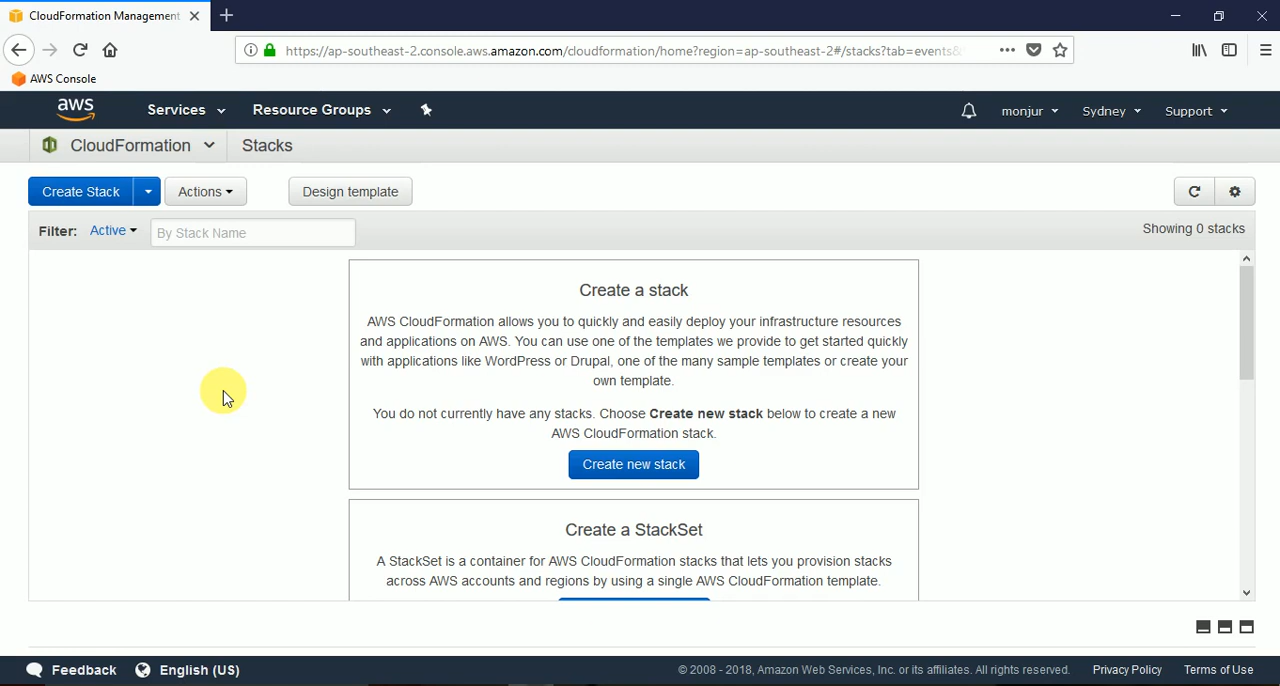 CloudFormation Management
https://ap-southeast-2.console.aws.amazon.com/cloudformation/home?region=ap-southeast-2#/stacks?tab=events&
AWS Console
aws Services Resource Groups monjur Sydney Support
CloudFormation Stacks
Create Stack Actions Design template
Filter: Active By Stack Name Showing 0 stacks
Create a stack
AWS CloudFormation allows you to quickly and easily deploy your infrastructure resources
and applications on AWS. You can use one of the templates we provide to get started quickly
with applications like WordPress or Drupal, one of the many sample templates or create your
own template.
You do not currently have any stacks. Choose Create new stack below to create a new
AWS CloudFormation stack.
Create new stack
Create a StackSet
A StackSet is a container for AWS CloudFormation stacks that lets you provision stacks
across AWS accounts and regions by using a single AWS CloudFormation template.
Feedback English (US) © 2008 - 2018, Amazon Web Services, Inc. or its affiliates. All rights reserved. Privacy Policy Terms of Use